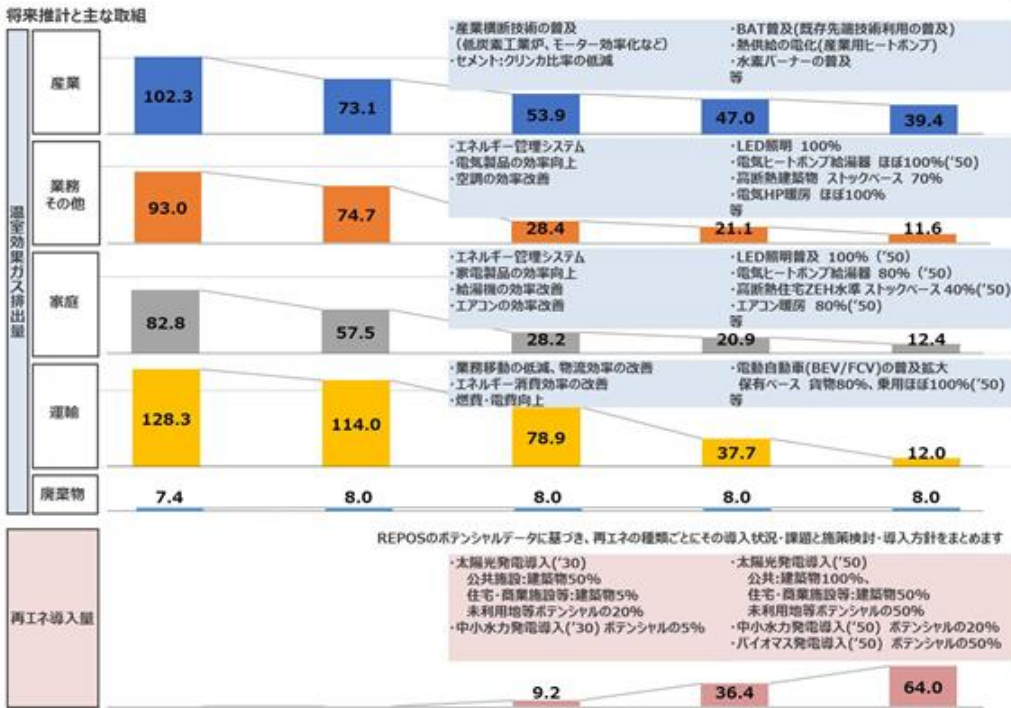 将来推計と主な取組
温室効果ガス排出量
産業
・産業横断技術の普及
(低炭素工業炉、モーター効率化など)
・セメント:クリンカ比率の低減
・BAT普及(既存先端技術利用の普及)
・熱供給の電化(産業用ヒートポンプ)
・水素バーナーの普及
等
102.3
73.1
53.9
47.0
39.4
業務
その他
・エネルギー管理システム
・電気製品の効率向上
・空調の効率改善
・LED照明 100%
・電気ヒートポンプ給湯器 ほぼ100%('50)
・高断熱建築物 ストックベース 70%
・電気HP暖房 ほぼ100%
等
93.0
74.7
28.4
21.1
11.6
家庭
・エネルギー管理システム
・家電製品の効率向上
・給湯機の効率改善
・エアコンの効率改善
・LED照明普及 100%('50)
・電気ヒートポンプ給湯器 80%('50)
・高断熱住宅ZEH水準 ストックベース 40%('50)
・エアコン暖房 80%('50)
等
82.8
57.5
28.2
20.9
12.4
運輸
・業務移動の低減、物流効率の改善
・エネルギー消費効率の改善
・燃費・電費向上
・電動自動車(BEV/FCV)の普及拡大
保有ベース 貨物80%、乗用ほぼ100%('50)
等
128.3
114.0
78.9
37.7
12.0
廃棄物
7.4
8.0
8.0
8.0
8.0
再エネ導入量
REPOSのポテンシャルデータに基づき、再エネの種類ごとにその導入状況・課題と施策検討・導入方針をまとめます
・太陽光発電導入('30)
公共施設:建築物50%
住宅・商業施設等:建築物5%
未利用地等ポテンシャルの20%
・中小水力発電導入('30) ポテンシャルの5%
・太陽光発電導入('50)
公共:建築物100%、
住宅・商業施設等:建築物50%
未利用地等ポテンシャルの50%
・中小水力発電導入('50) ポテンシャルの20%
・バイオマス発電導入('50) ポテンシャルの50%
9.2
36.4
64.0